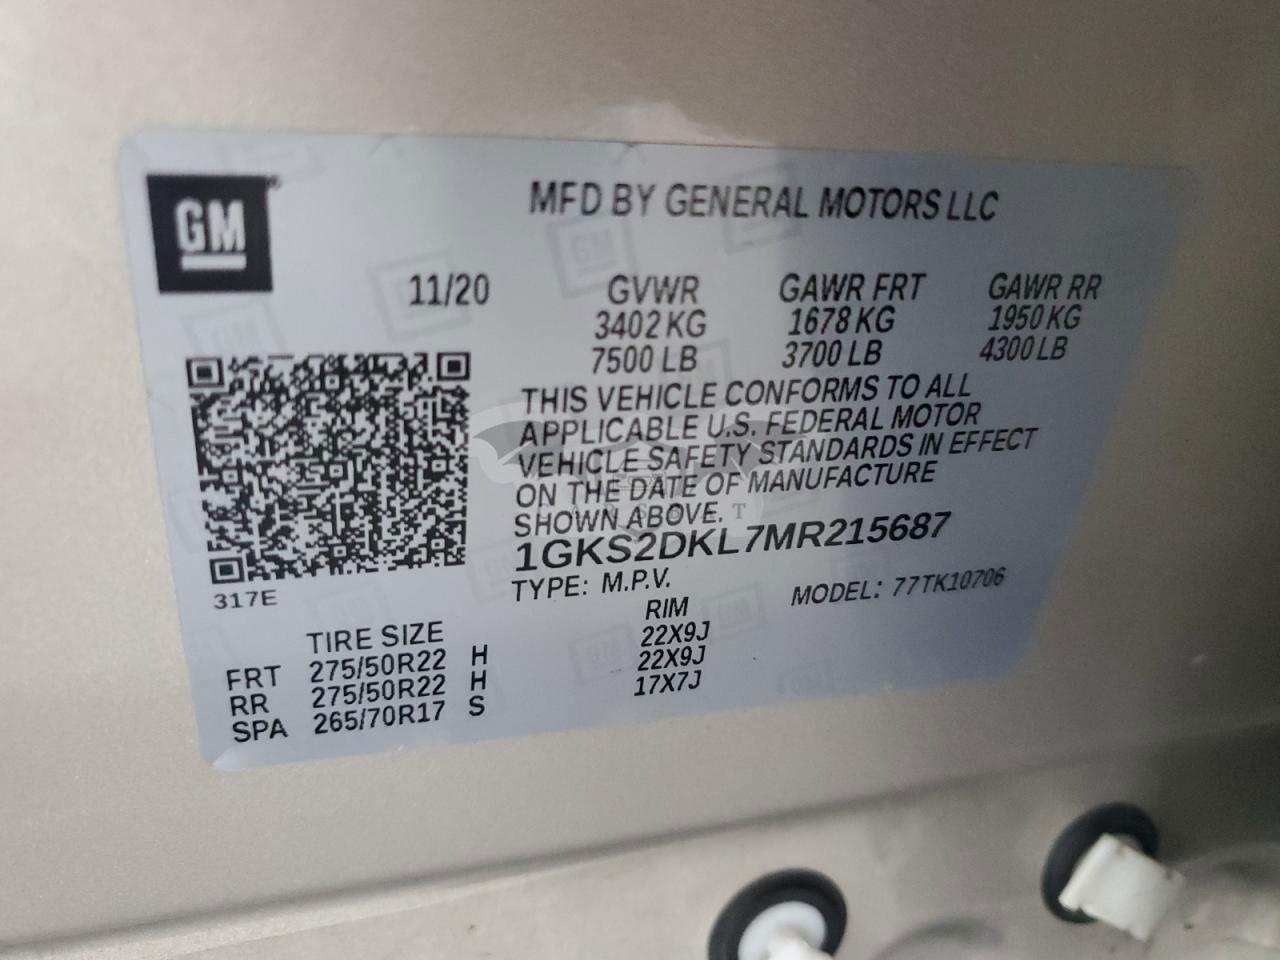 GM
MFD BY GENERAL MOTORS LLC
11/20 GVWR GAWR FRT GAWR RR
3402 KG 1678 KG 1950 KG
7500 LB 3700 LB 4300 LB
THIS VEHICLE CONFORMS TO ALL
APPLICABLE U.S. FEDERAL MOTOR
VEHICLE SAFETY STANDARDS IN EFFECT
ON THE DATE OF MANUFACTURE
SHOWN ABOVE.
1GKS2DKL7MR215687
317E
TYPE: M.P.V. MODEL: 77TK10706
TIRE SIZE RIM
FRT 275/50R22 H 22X9J
RR 275/50R22 H 22X9J
SPA 265/70R17 S 17X7J